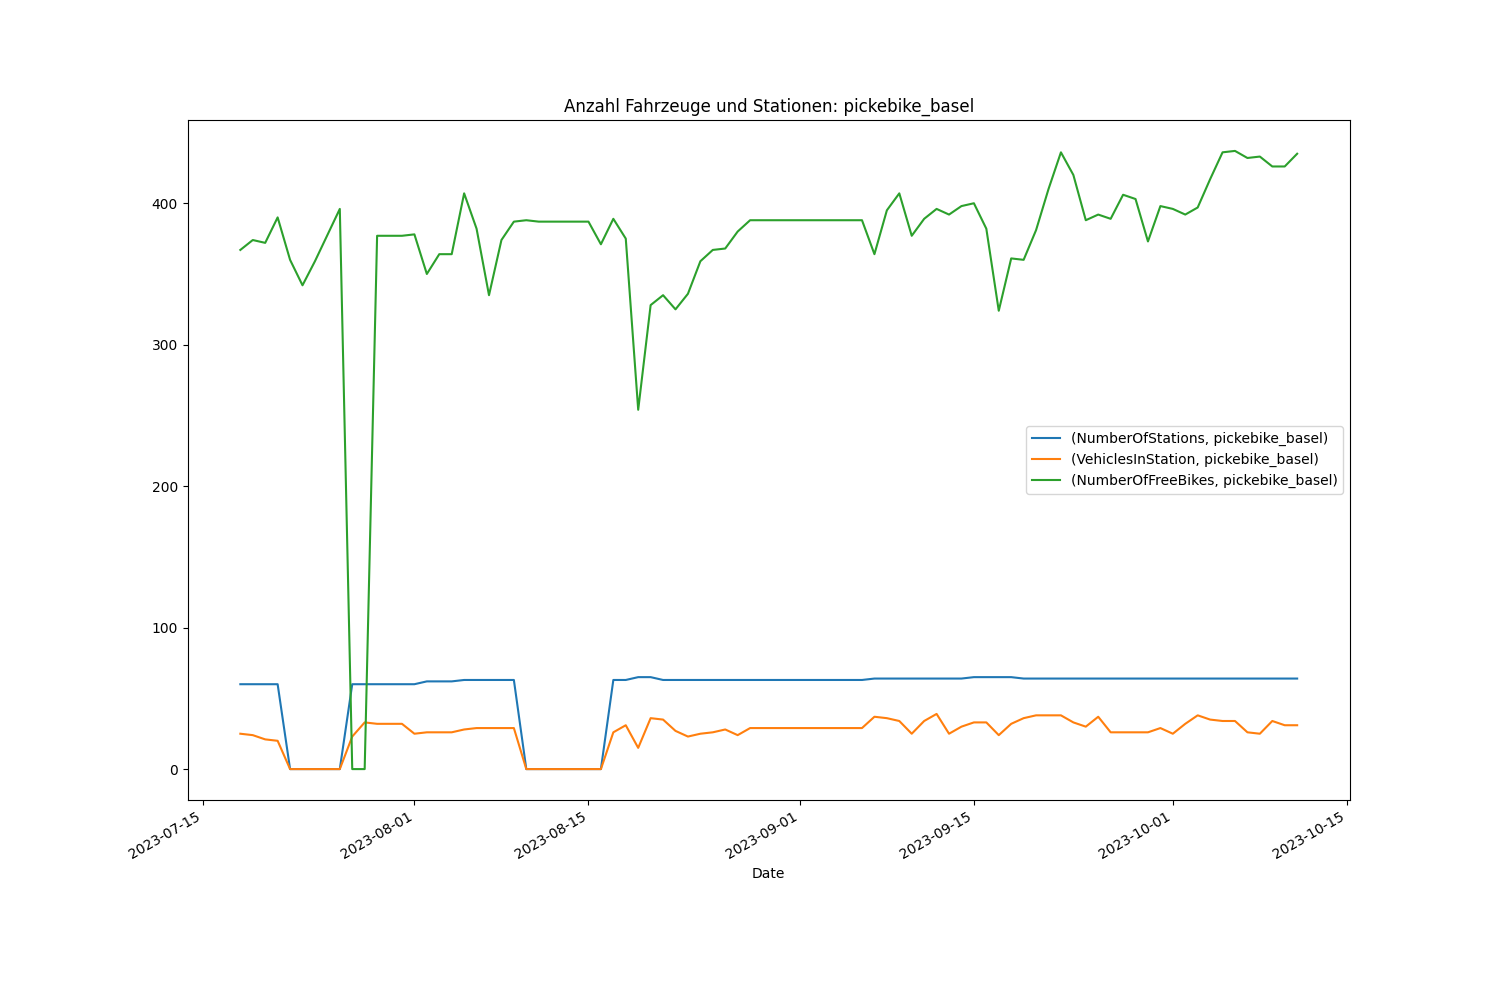 Anzahl Fahrzeuge und Stationen: pickebike_basel
400
300
200
100
0
(NumberOfStations, pickebike_basel)
(VehiclesInStation, pickebike_basel)
(NumberOfFreeBikes, pickebike_basel)
2023-07-15
2023-08-01
2023-08-15
2023-09-01
2023-09-15
2023-10-01
2023-10-15
Date